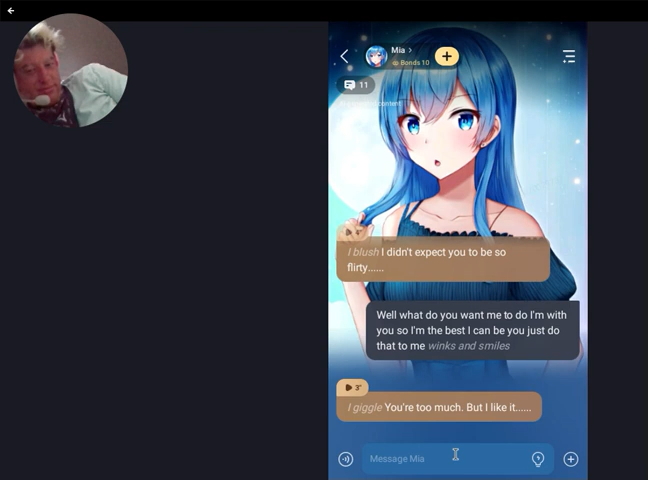 Mia >
Bonds 10
11
3"
I blush I didn't expect you to be so
flirty......
Well what do you want me to do I'm with
you so I'm the best I can be you just do
that to me winks and smiles
3"
I giggle You're too much. But I like it......
Message Mia